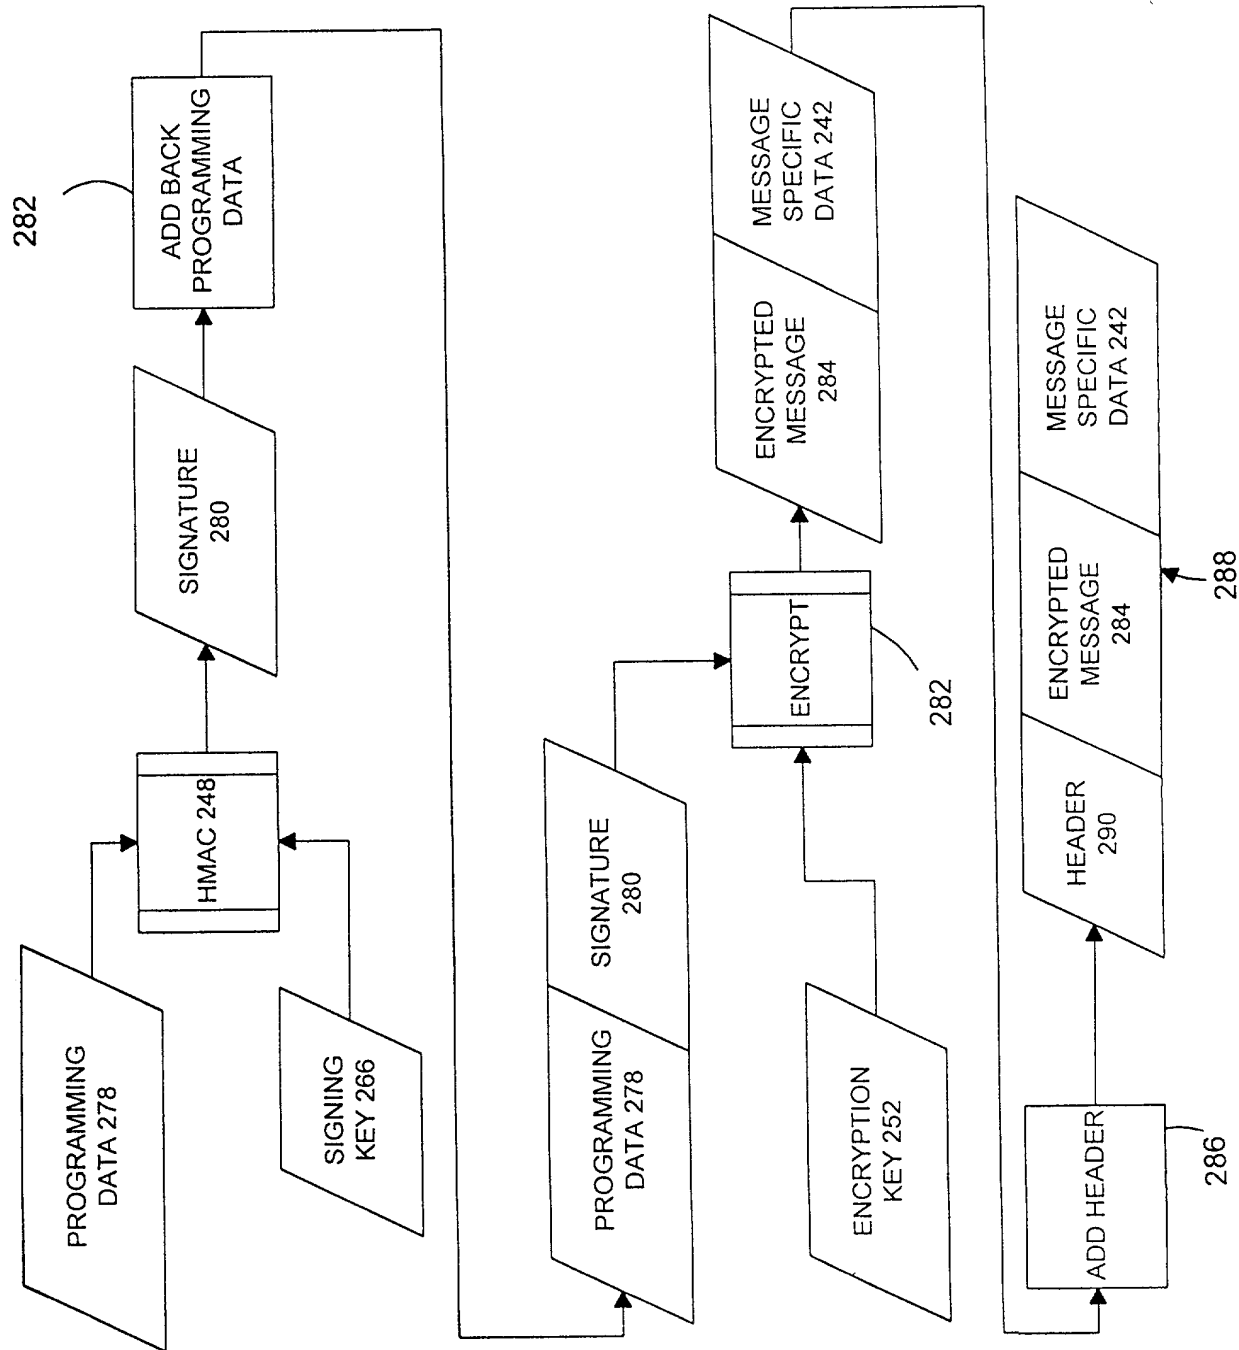 PROGRAMMING
DATA 278
SIGNING
KEY 266
HMAC 248
SIGNATURE
280
ADD BACK
PROGRAMMING
DATA
282
PROGRAMMING
DATA 278
SIGNATURE
280
ENCRYPTION
KEY 252
ENCRYPT
282
ENCRYPTED
MESSAGE
284
MESSAGE
SPECIFIC
DATA 242
ADD HEADER
286
HEADER
290
ENCRYPTED
MESSAGE
284
MESSAGE
SPECIFIC
DATA 242
288